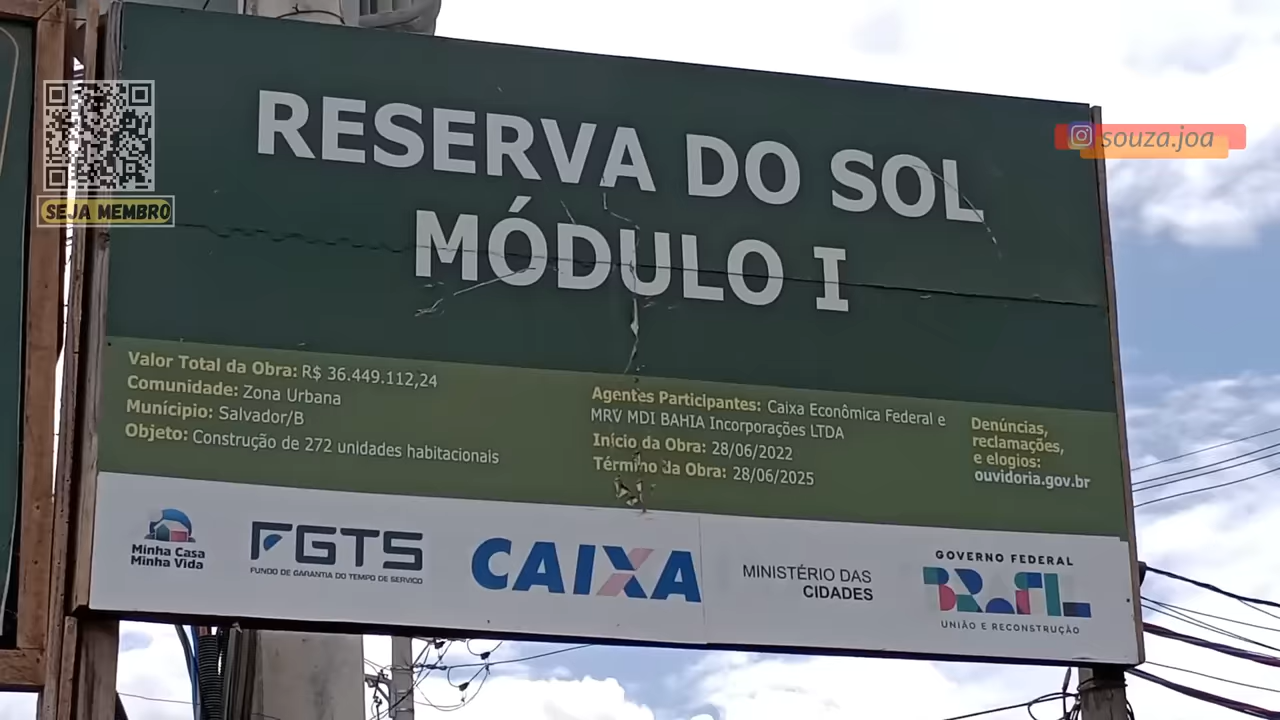 SEJA MEMBRO
souza.joa
RESERVA DO SOL
MÓDULO I
Valor Total da Obra: R$ 36.449.112,24
Comunidade: Zona Urbana
Munícipio: Salvador/B
Objeto: Construção de 272 unidades habitacionais
Agentes Participantes: Caixa Econômica Federal e
MRV MDI BAHIA Incorporações LTDA
Início da Obra: 28/06/2022
Término da Obra: 28/06/2025
Denúncias,
reclamações,
e elogios:
ouvidoria.gov.br
Minha Casa
Minha Vida
FGTS
FUNDO DE GARANTIA DO TEMPO DE SERVIÇO
CAIXA
MINISTÉRIO DAS
CIDADES
GOVERNO FEDERAL
BRASIL
UNIÃO E RECONSTRUÇÃO